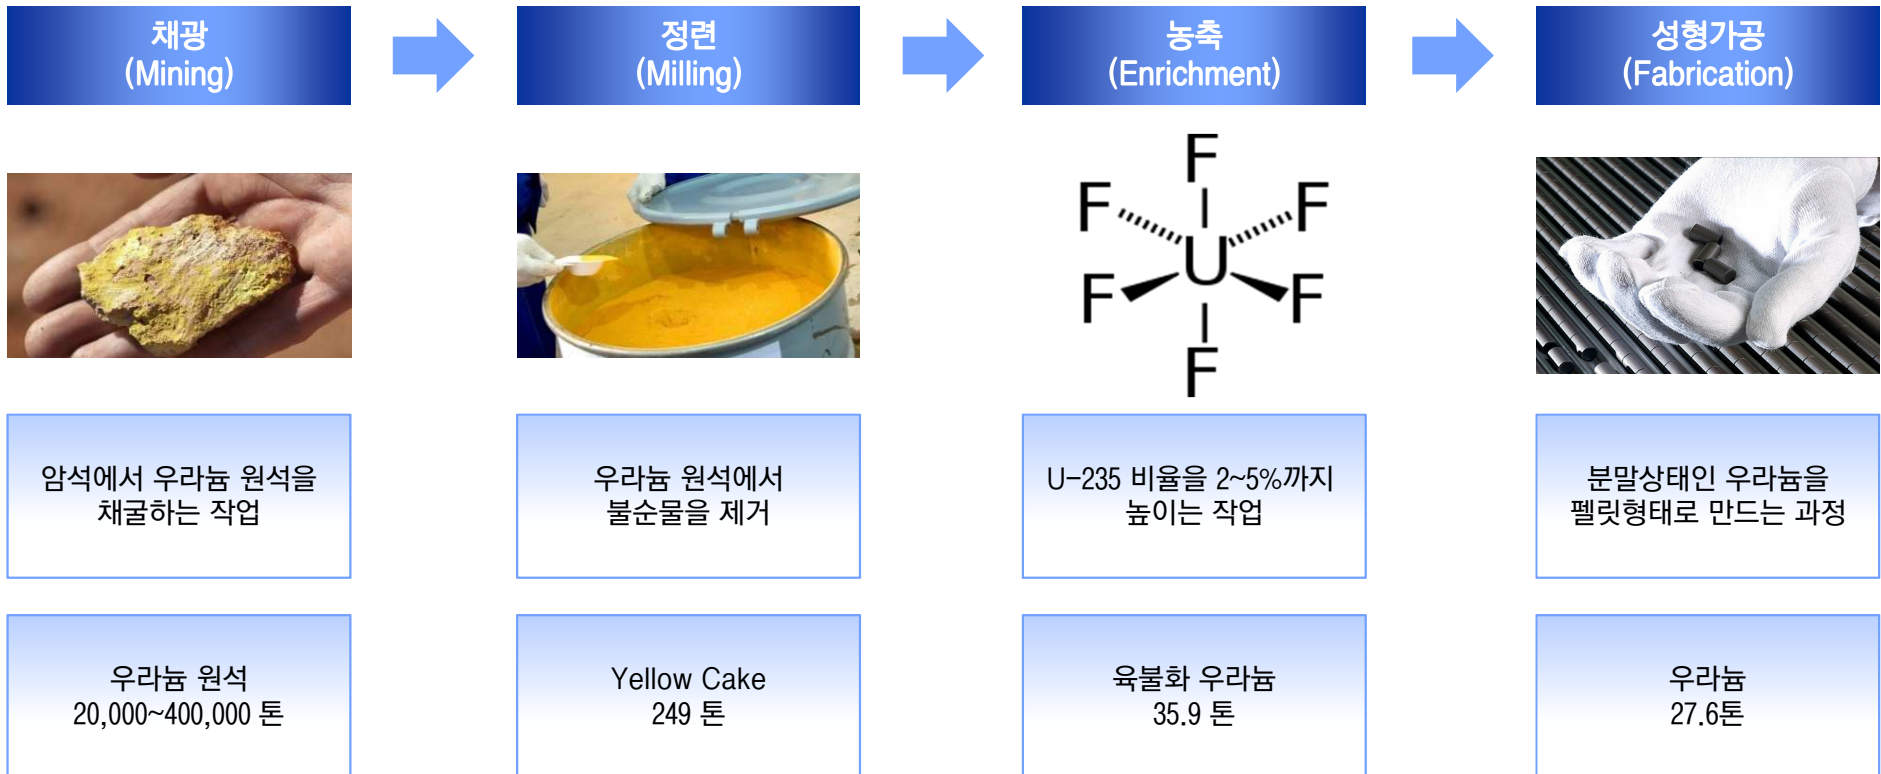 채광
(Mining)
정련
(Milling)
농축
(Enrichment)
성형가공
(Fabrication)
F
F
F
U
F
F
F
암석에서 우라늄 원석을
채굴하는 작업
우라늄 원석에서
불순물을 제거
U-235 비율을 2~5%까지
높이는 작업
분말상태인 우라늄을
펠릿형태로 만드는 과정
우라늄 원석
20,000~400,000 톤
Yellow Cake
249 톤
육불화 우라늄
35.9 톤
우라늄
27.6톤